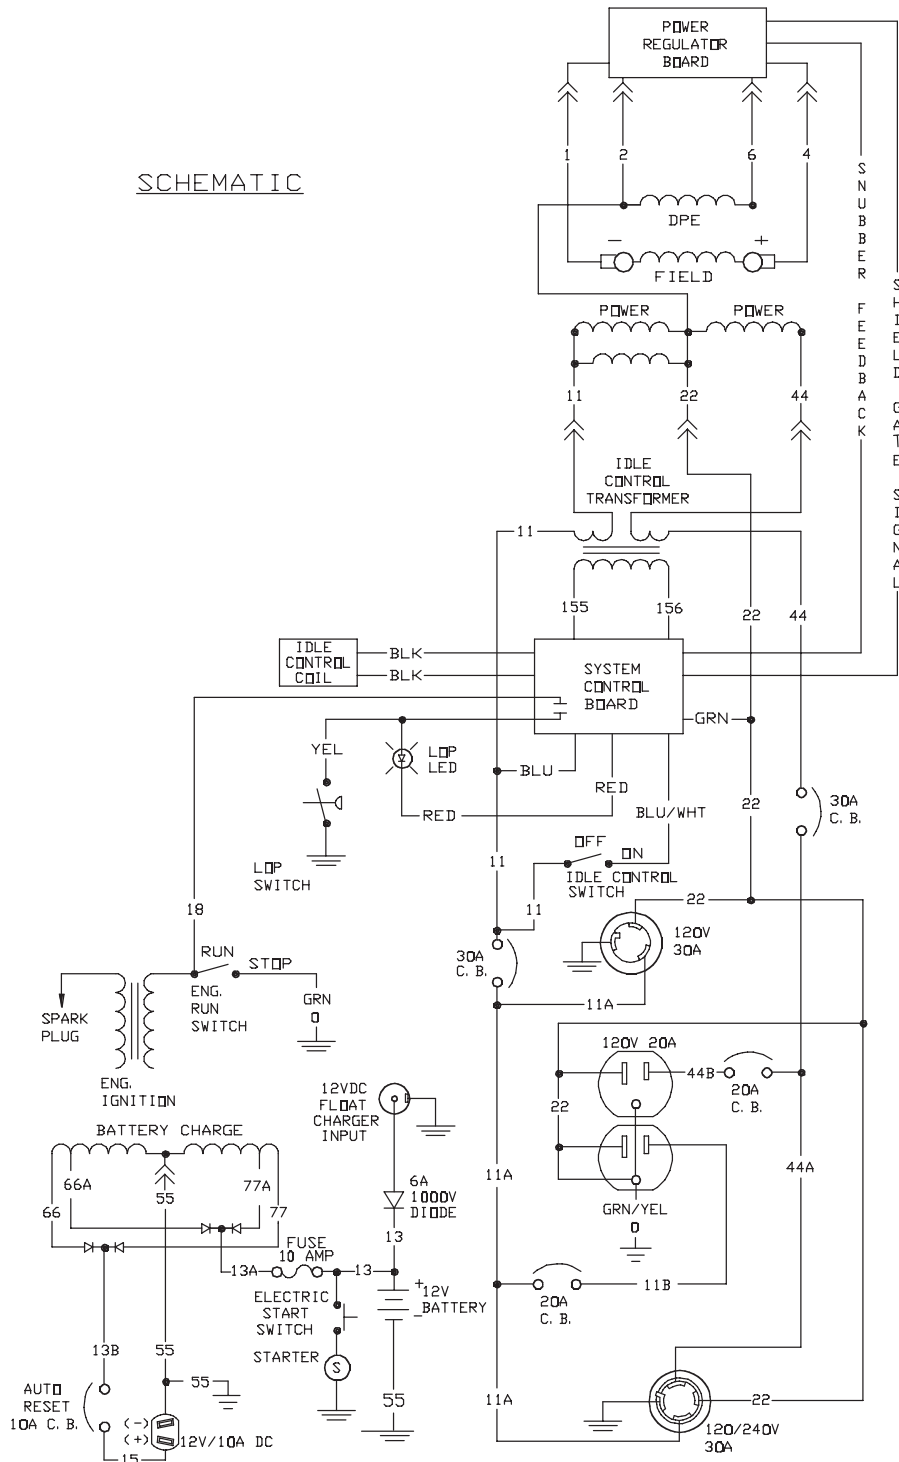 POWER
REGULATOR
BOARD
SCHEMATIC
1
2
6
4
SNUBBER FEEDBACK
SHIELD GATE SIGNAL
DPE
-
+
FIELD
POWER
POWER
11
22
44
IDLE
CONTROL
TRANSFORMER
11
155
156
22
44
IDLE
CONTROL
COIL
BLK
BLK
SYSTEM
CONTROL
BOARD
GRN
YEL
LOP
LED
BLU
RED
RED
BLU/WHT
22
30A
C. B.
LOP
SWITCH
OFF
ON
11
IDLE CONTROL
SWITCH
18
11
22
120V
30A
30A
C. B.
RUN
STOP
ENG.
RUN
SWITCH
GRN
0
11A
SPARK
PLUG
ENG.
IGNITION
120V 20A
44B
20A
C. B.
22
12VDC
FLOAT
CHARGER
INPUT
BATTERY CHARGE
66A
77A
55
66
77
6A
1000V
DIODE
11A
44A
GRN/YEL
0
13
FUSE
10 AMP
13A
13
+
12V
BATTERY
-
ELECTRIC
START
SWITCH
STARTER
S
11B
20A
C. B.
13B
55
55
55
11A
22
AUTO
RESET
10A C. B.
(-)
(+)
12V/10A DC
15
120/240V
30A